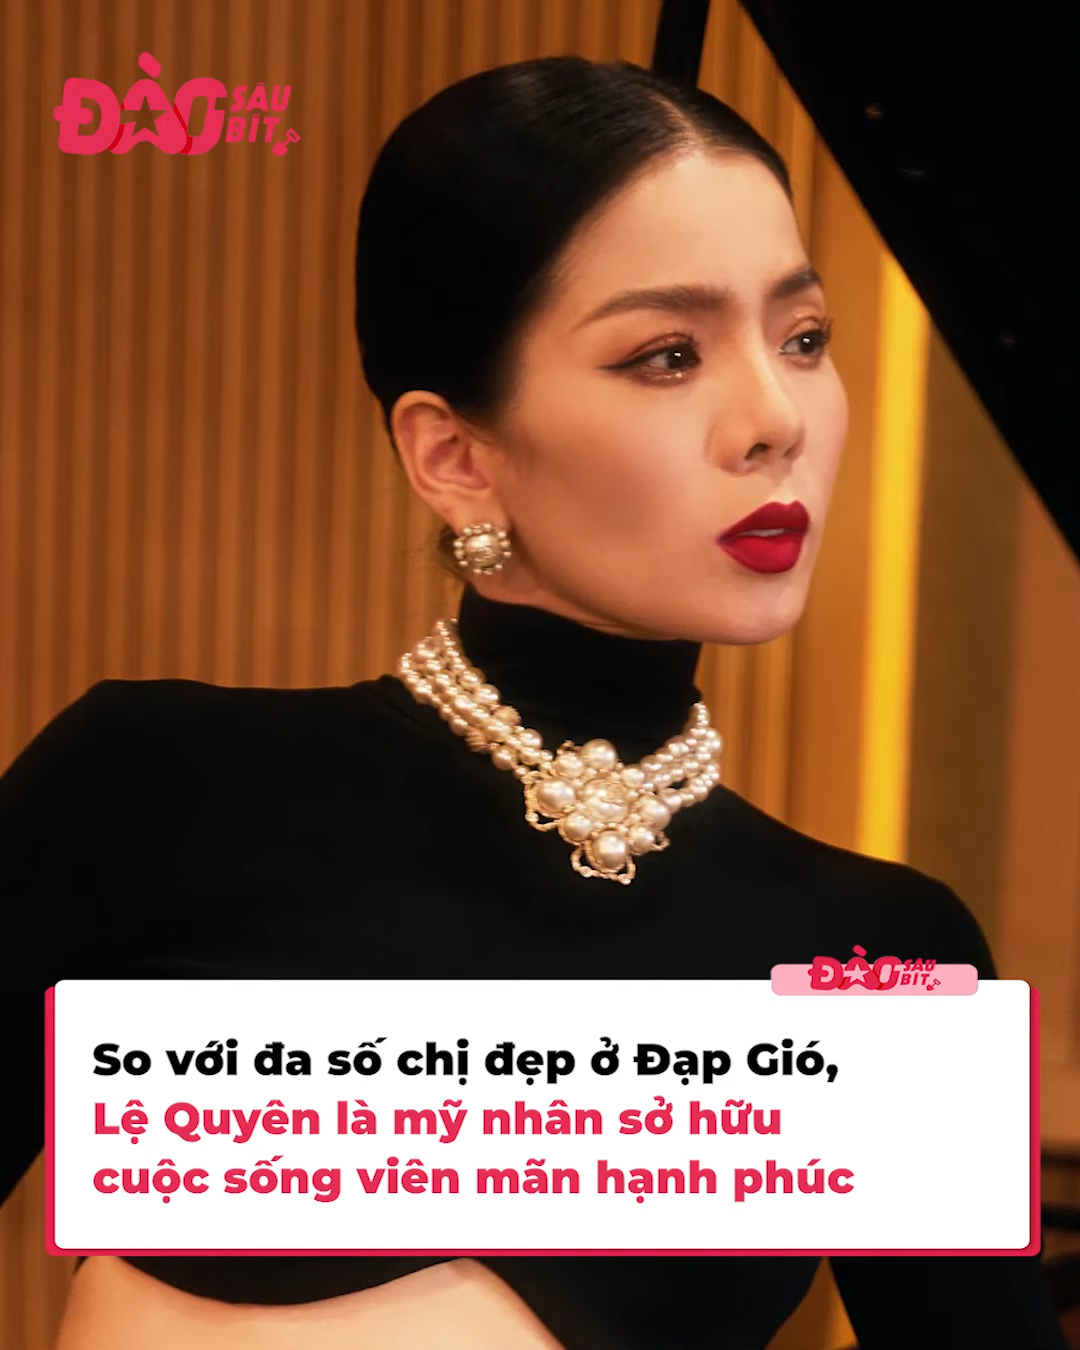 ĐÀO SÂU
BÍT
ĐÀO SÂU
BÍT
So với đa số chị đẹp ở Đạp Gió,
Lệ Quyên là mỹ nhân sở hữu
cuộc sống viên mãn hạnh phúc